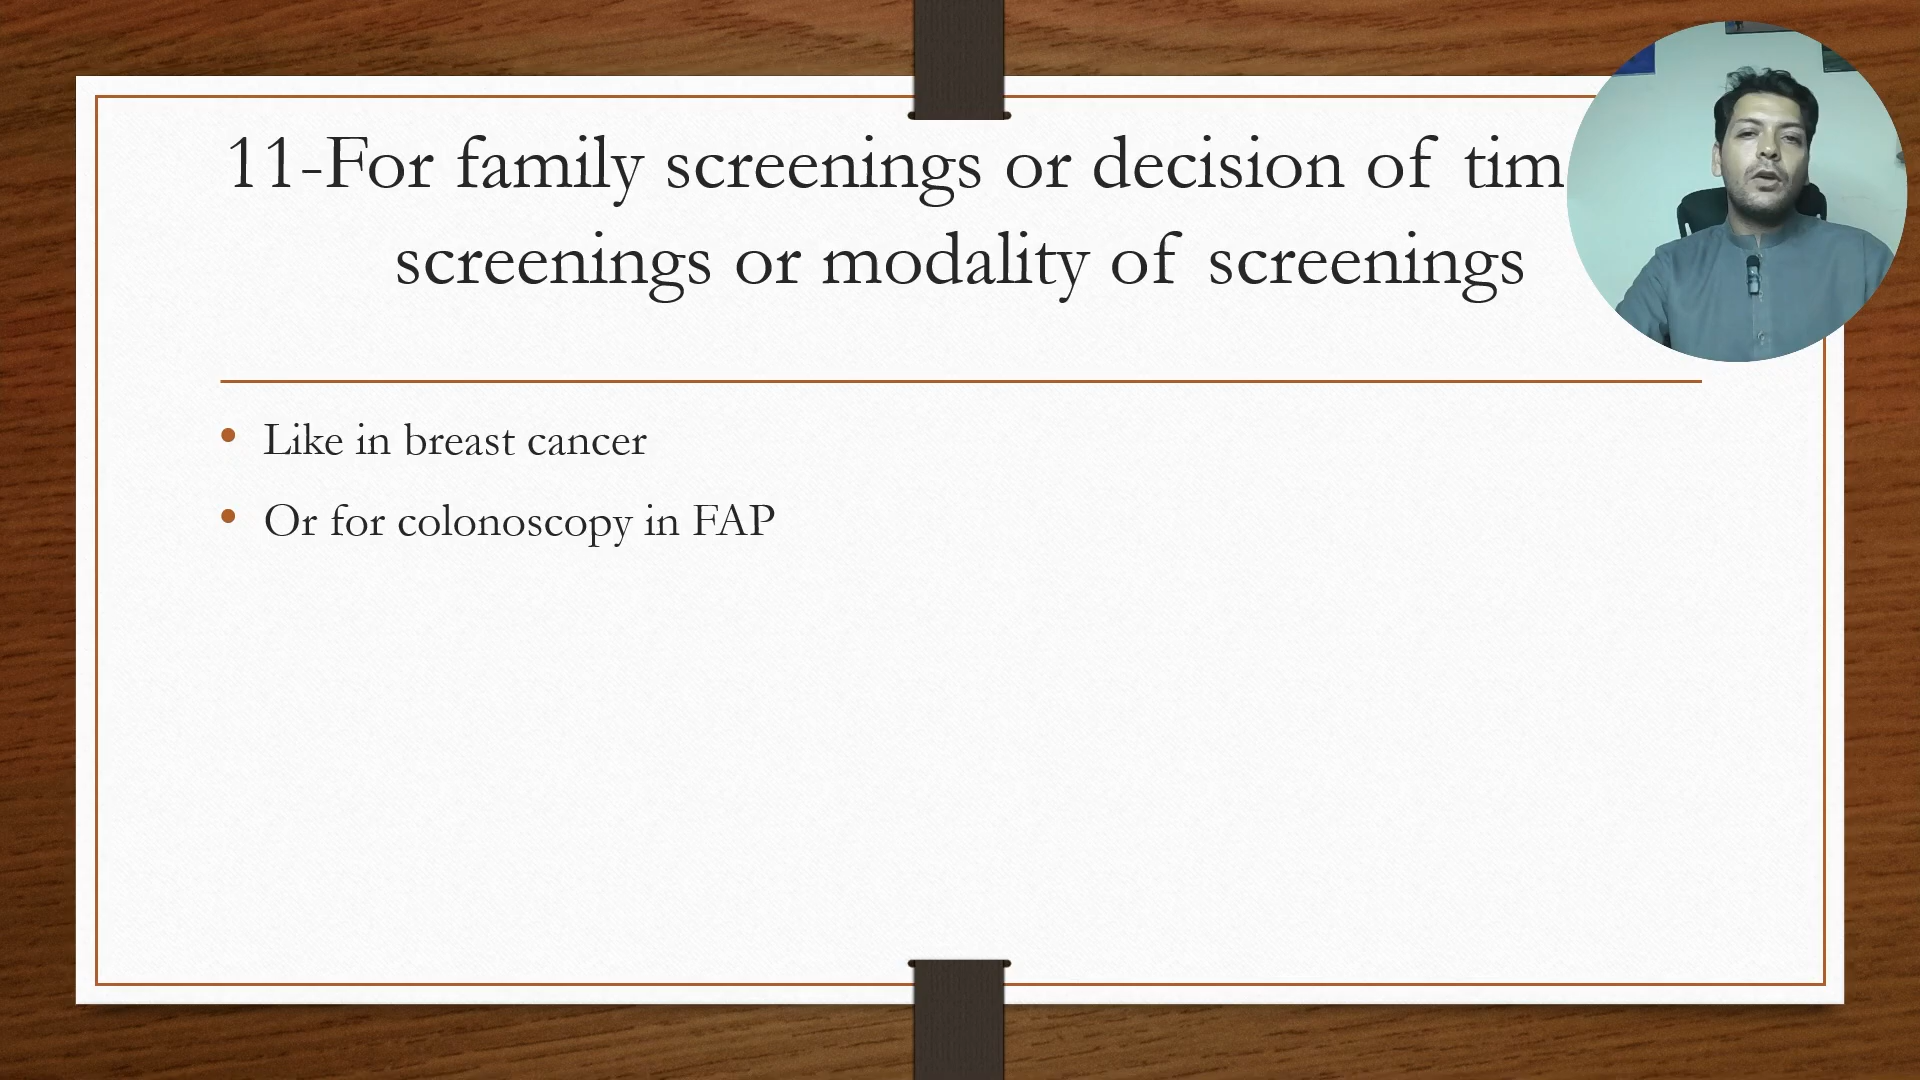 11-For family screenings or decision of tim
screenings or modality of screenings
• Like in breast cancer
• Or for colonoscopy in FAP